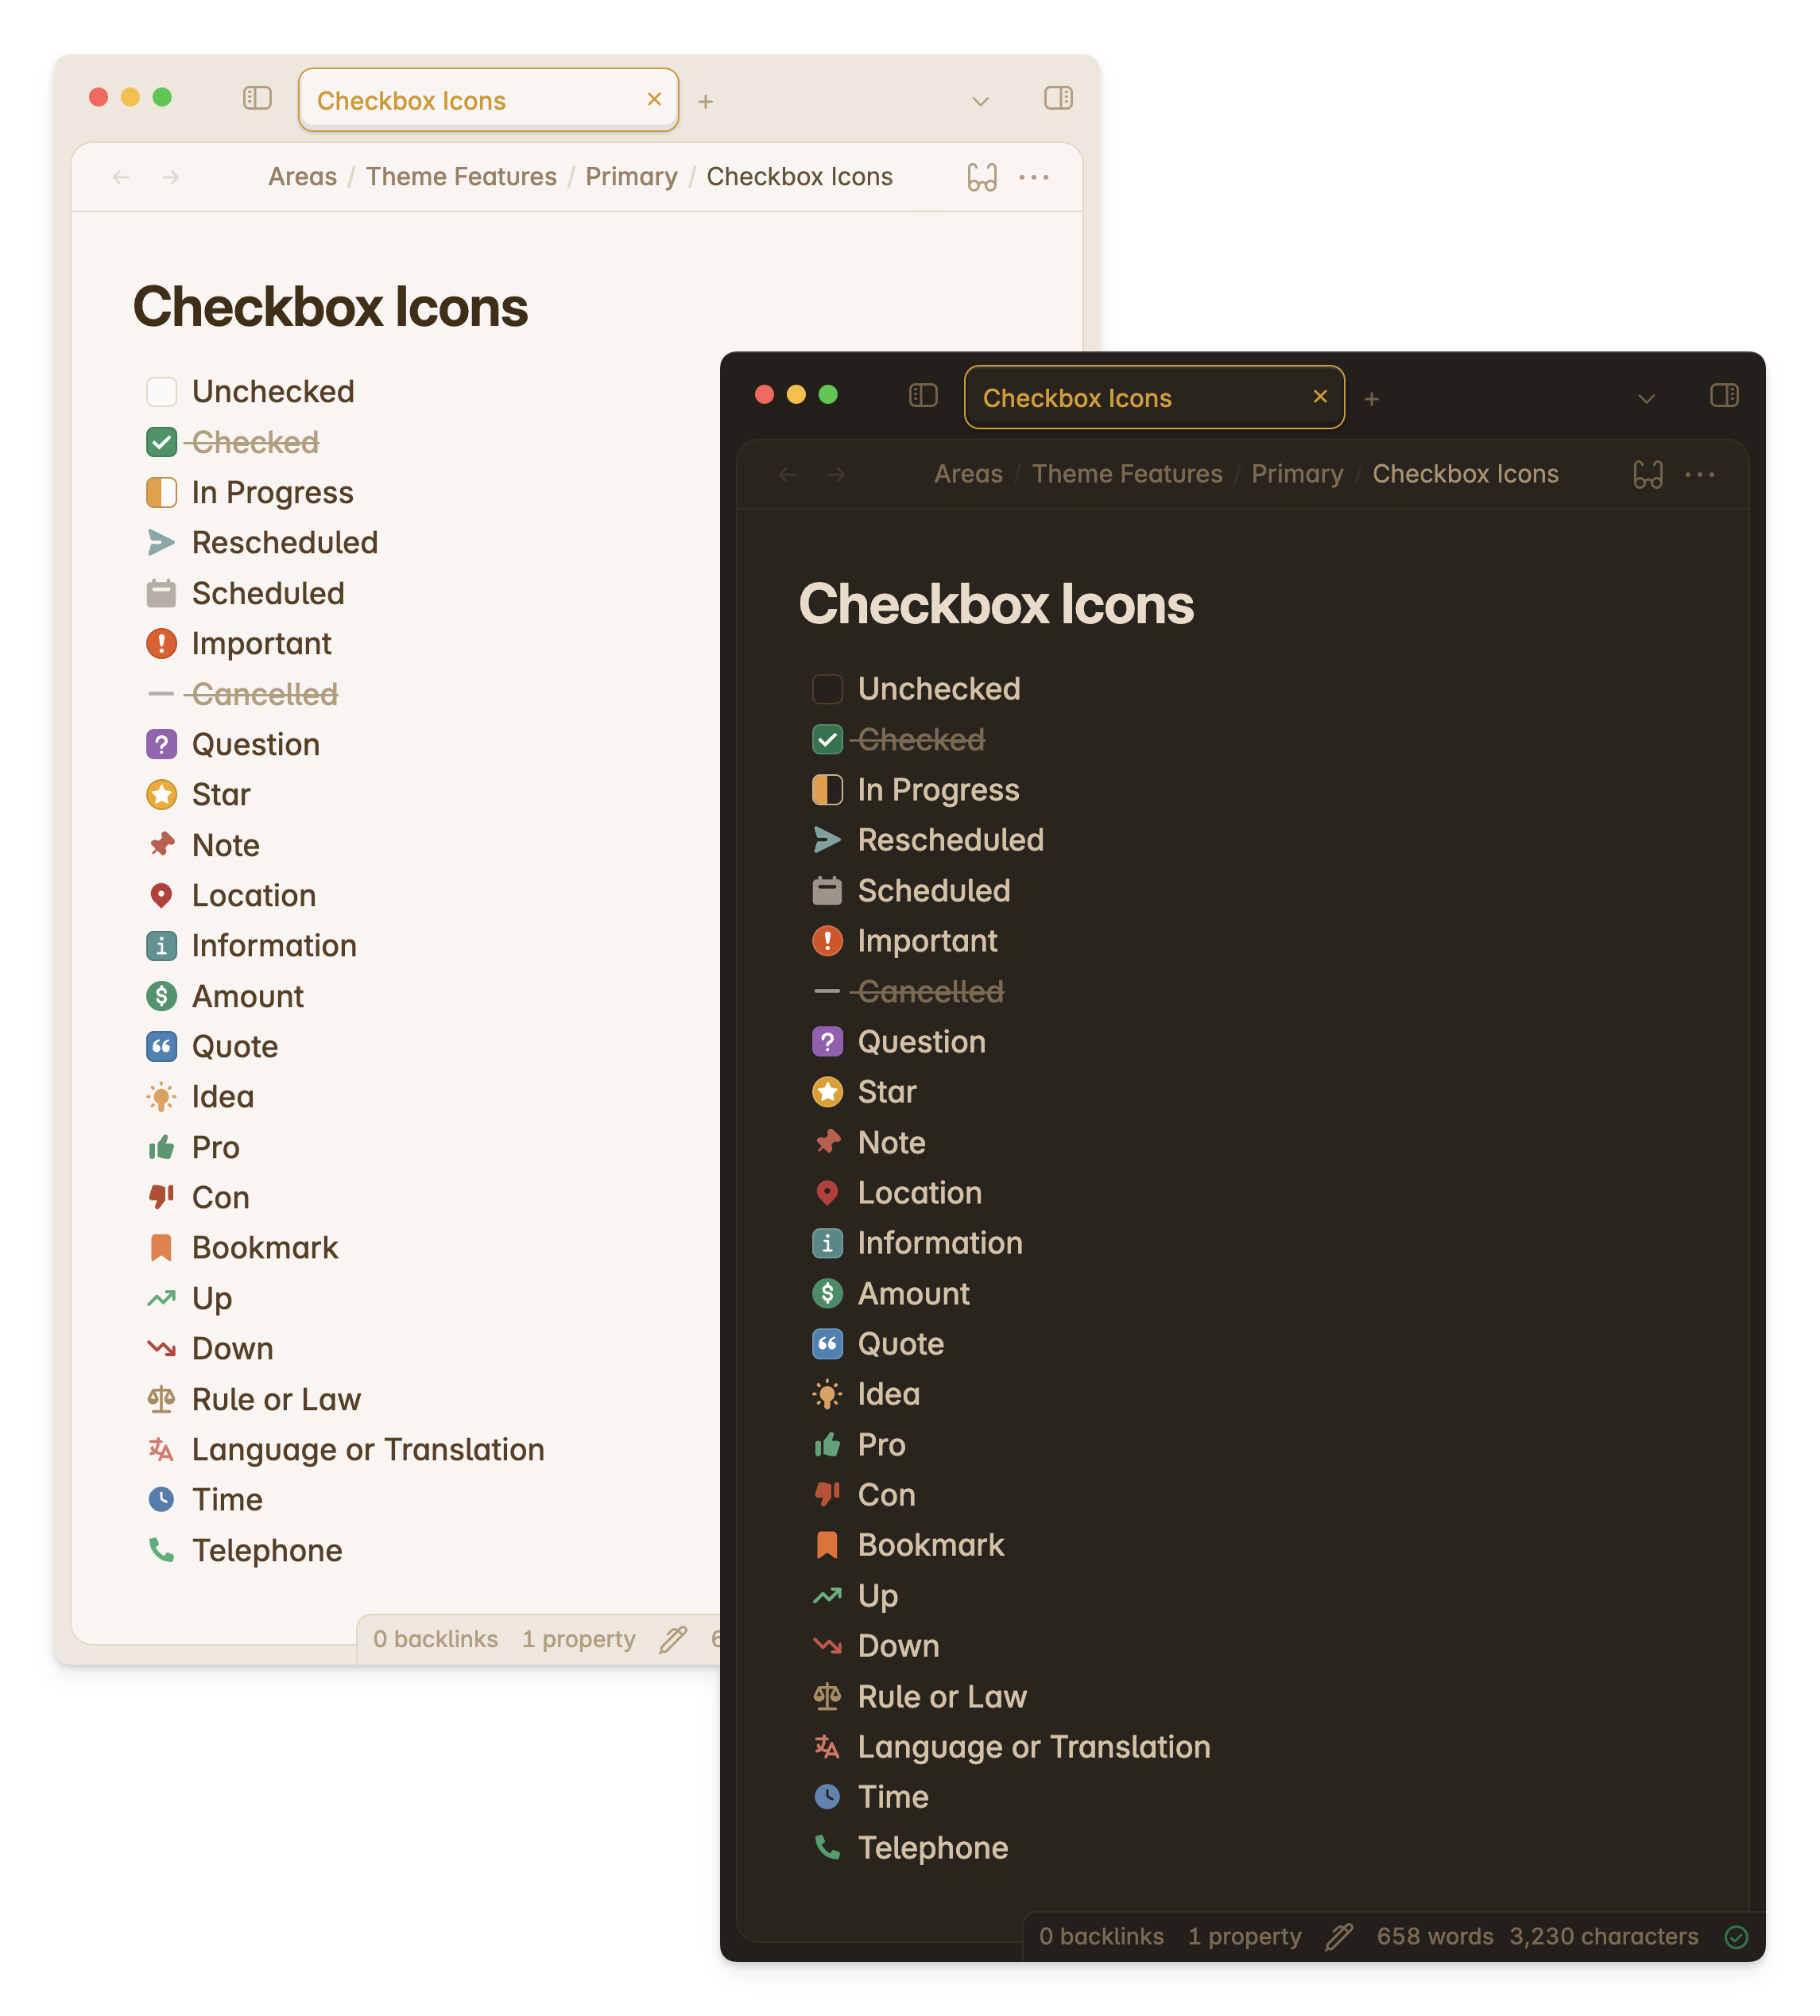 Checkbox Icons
Areas / Theme Features / Primary / Checkbox Icons
Checkbox Icons
Unchecked
Checked
In Progress
Rescheduled
Scheduled
Important
Cancelled
Question
Star
Note
Location
Information
Amount
Quote
Idea
Pro
Con
Bookmark
Up
Down
Rule or Law
Language or Translation
Time
Telephone
0 backlinks 1 property
Checkbox Icons
Areas / Theme Features / Primary / Checkbox Icons
Checkbox Icons
Unchecked
Checked
In Progress
Rescheduled
Scheduled
Important
Cancelled
Question
Star
Note
Location
Information
Amount
Quote
Idea
Pro
Con
Bookmark
Up
Down
Rule or Law
Language or Translation
Time
Telephone
0 backlinks 1 property 658 words 3,230 characters